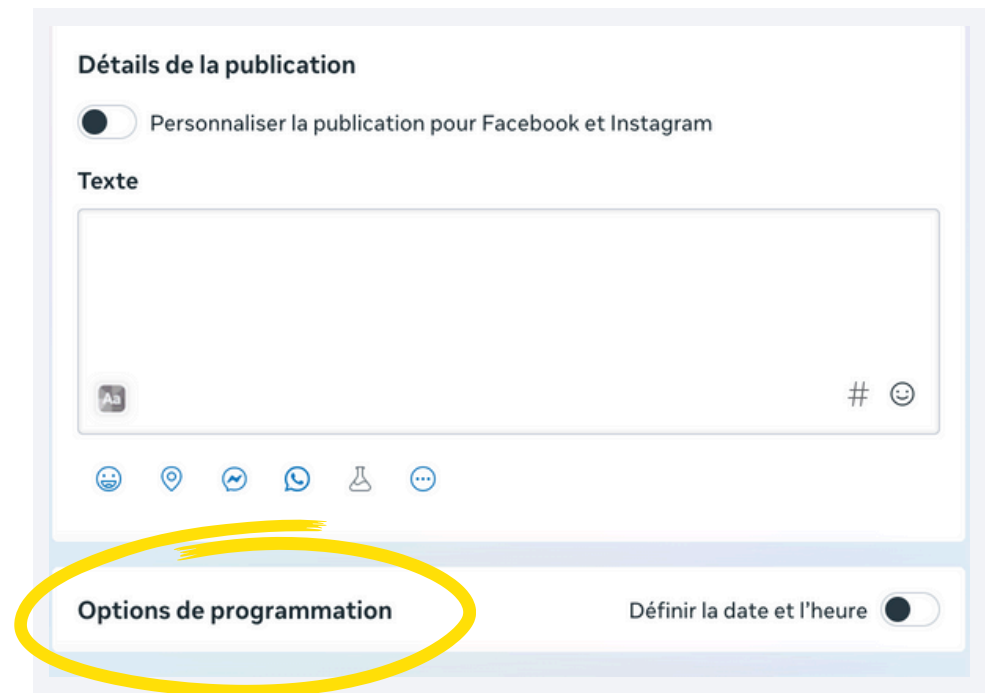 Détails de la publication
Personnaliser la publication pour Facebook et Instagram
Texte
Aa
#
Options de programmation
Définir la date et l’heure